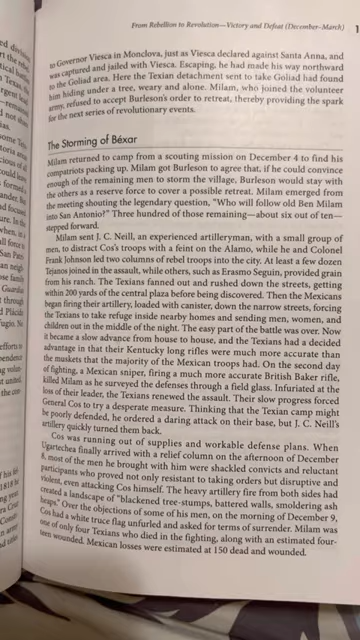 From Rebellion to Revolution—Victory and Defeat (December–March) 1
to Governor Viesca in Monclova, just as Viesca declared against Santa Anna, and
was captured and jailed with Viesca. Escaping, he had made his way northward
to the Goliad area. Here the Texian detachment sent to take Goliad had found
him hiding under a tree, weary and alone. Milam, who joined the volunteer
army, refused to accept Burleson's order to retreat, thereby providing the spark
for the next series of revolutionary events.
The Storming of Béxar
Milam returned to camp from a scouting mission on December 4 to find his
compatriots packing up. Milam got Burleson to agree that, if he could convince
enough of the remaining men to storm the village, Burleson would stay with
the others as reserve force to cover a possible retreat. Milam emerged from
the meeting shouting the legendary question, "Who will follow old Ben Milam
into San Antonio?" Three hundred of those remaining—about six out of ten—
stepped forward.
Milam sent J. C. Neill, an experienced artilleryman, with a small group of
men, to distract Cos's troops with a feint on the Alamo, while he and Colonel
Frank Johnson led two columns of rebel troops into the city. At least a few dozen
Tejanos joined in the assault, while others, such as Erasmo Seguin, provided grain
from his ranch. The Texians fanned out and rushed down the streets, getting
within 200 yards of the central plaza before being discovered. Then the Mexicans
began firing their artillery, loaded with canister, down the narrow streets, forcing
the Texians to take refuge inside nearby homes and sending men, women, and
children out in the middle of the night. The easy part of the battle was over. Now
it became a slow advance from house to house, and the Texians had a decided
advantage in that their Kentucky long rifles were much more accurate than
the muskets that the majority of the Mexican troops had. On the second day
of fighting, a Mexican sniper, firing a much more accurate British Baker rifle,
killed Milam as he surveyed the defenses through a field glass. Infuriated at the
loss of their leader, the Texians renewed the assault. Their slow progress forced
General Cos to try a desperate measure. Thinking that the Texian camp might
be poorly defended, he ordered a daring attack on their base, but J. C. Neill's
artillery quickly turned them back.
Cos was running out of supplies and workable defense plans. When
Ugartechea finally arrived with a relief column on the afternoon of December
8, most of the men he brought with him were shackled convicts and reluctant
participants who proved not only resistant to taking orders but disruptive and
violent, even attacking Cos himself. The heavy artillery fire from both sides had
created a landscape of "blackened tree-stumps, battered walls, smoldering ash
heaps." Over the objections of some of his men, on the morning of December 9,
Cos had a white truce flag unfurled and asked for terms of surrender. Milam was
one of only four Texians who died in the fighting, along with an estimated four-
teen wounded. Mexican losses were estimated at 150 dead and wounded.